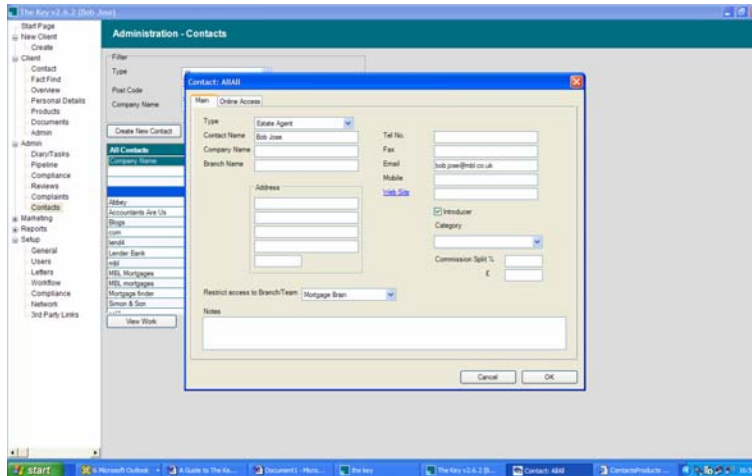 The Key v2.6.2 (Bob Jose)
Start Page
New Client
Create
Client
Contact
Fact Find
Overview
Personal Details
Products
Documents
Admin
Admin
Diary/Tasks
Pipeline
Compliance
Reviews
Complaints
Contacts
Marketing
Reports
Setup
General
Users
Letters
Workflow
Compliance
Network
3rd Party Links
Administration - Contacts
Filter
Type
Post Code
Company Name
Create New Contact
All Contacts
Company Name
Abbey
Accountants Are Us
Blogs
com
lend4
Lender Bank
mbl
MBL Mortgages
MBL mortgages
Mortgage finder
Simon & Son
View Work
Contact: AllAll
Main Online Access
Type Estate Agent
Contact Name Bob Jose
Company Name
Branch Name
Address
Tel No.
Fax
Email bob.jose@mbl.co.uk
Mobile
Web Site
Introducer
Category
Commission Split %
£
Restrict access to Branch/Team Mortgage Brain
Notes
Cancel OK
start
6 Microsoft Outlook
A Guide to The Ke...
Document1 - Micro...
the key
The Key v2.6.2 (B...
Contact: AllAll
ContactsProducts ...